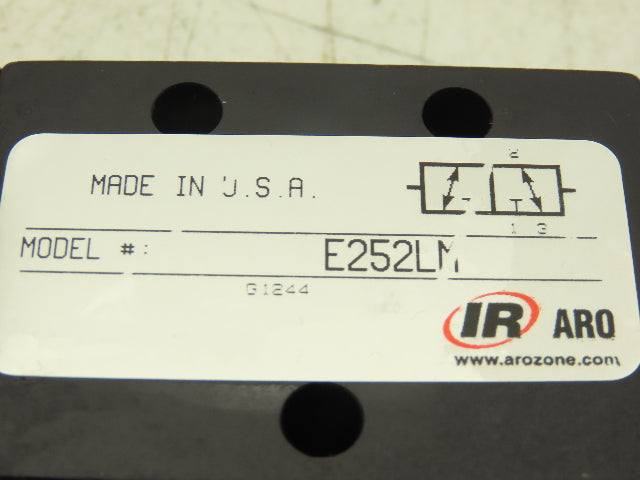 MADE IN U.S.A.
2
1 3
MODEL #: E252LM
G1244
IR ARO
www.arozone.com